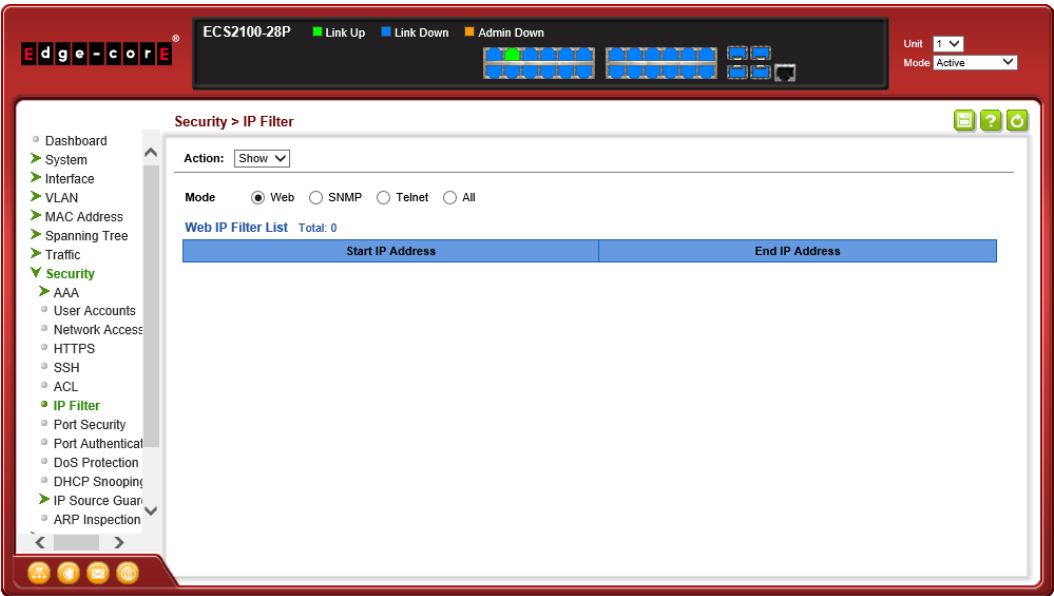 Edge-corE®
ECS2100-28P Link Up Link Down Admin Down
Unit 1
Mode Active
Security > IP Filter
Dashboard
System
Interface
VLAN
MAC Address
Spanning Tree
Traffic
Security
AAA
User Accounts
Network Access
HTTPS
SSH
ACL
IP Filter
Port Security
Port Authenticat
DoS Protection
DHCP Snooping
IP Source Guar
ARP Inspection
Action: Show
Mode Web SNMP Telnet All
Web IP Filter List Total: 0
Start IP Address End IP Address